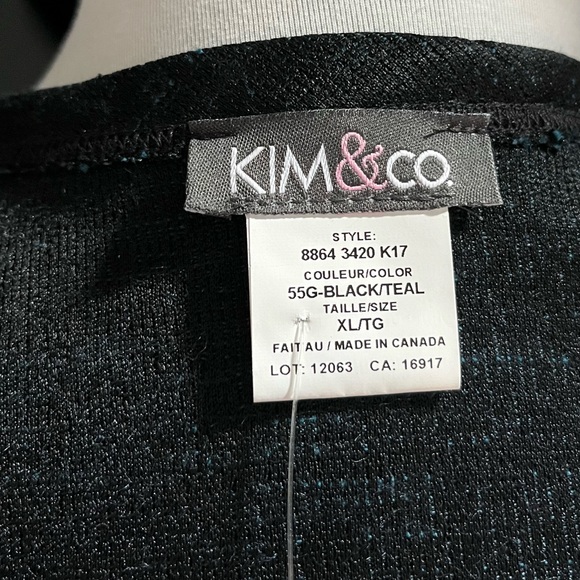 KIM&CO.
STYLE:
8864 3420 K17
COULEUR/COLOR
55G-BLACK/TEAL
TAILLE/SIZE
XL/TG
FAIT AU / MADE IN CANADA
LOT: 12063 CA: 16917